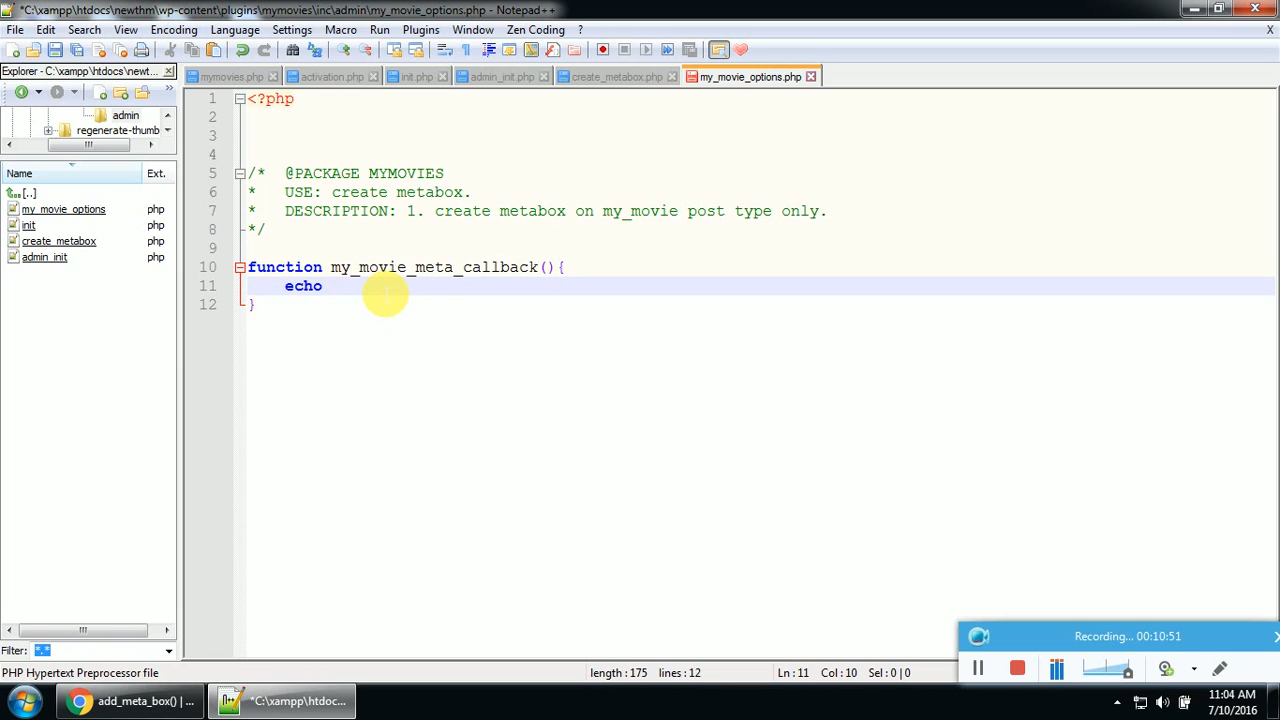 *C:\xampp\htdocs\newthm\wp-content\plugins\mymovies\inc\admin\my_movie_options.php - Notepad++
File Edit Search View Encoding Language Settings Macro Run Plugins Window Zen Coding ? X
Explorer - C:\xampp\htdocs\newt...
mymovies.php activation.php init.php admin_init.php create_metabox.php my_movie_options.php
admin
regenerate-thumb
Name Ext.
[..]
my_movie_options php
init php
create_metabox php
admin_init php
Filter: *.*
1 <?php
2
3
4
5 /* @PACKAGE MYMOVIES
6 * USE: create metabox.
7 * DESCRIPTION: 1. create metabox on my_movie post type only.
8 */
9
10 function my_movie_meta_callback(){
11 echo
12 }
Recording... 00:10:51
PHP Hypertext Preprocessor file length : 175 lines : 12 Ln : 11 Col : 10 Sel : 0 | 0
add_meta_box() | ... *C:\xampp\htdocs... 11:04 AM
7/10/2016